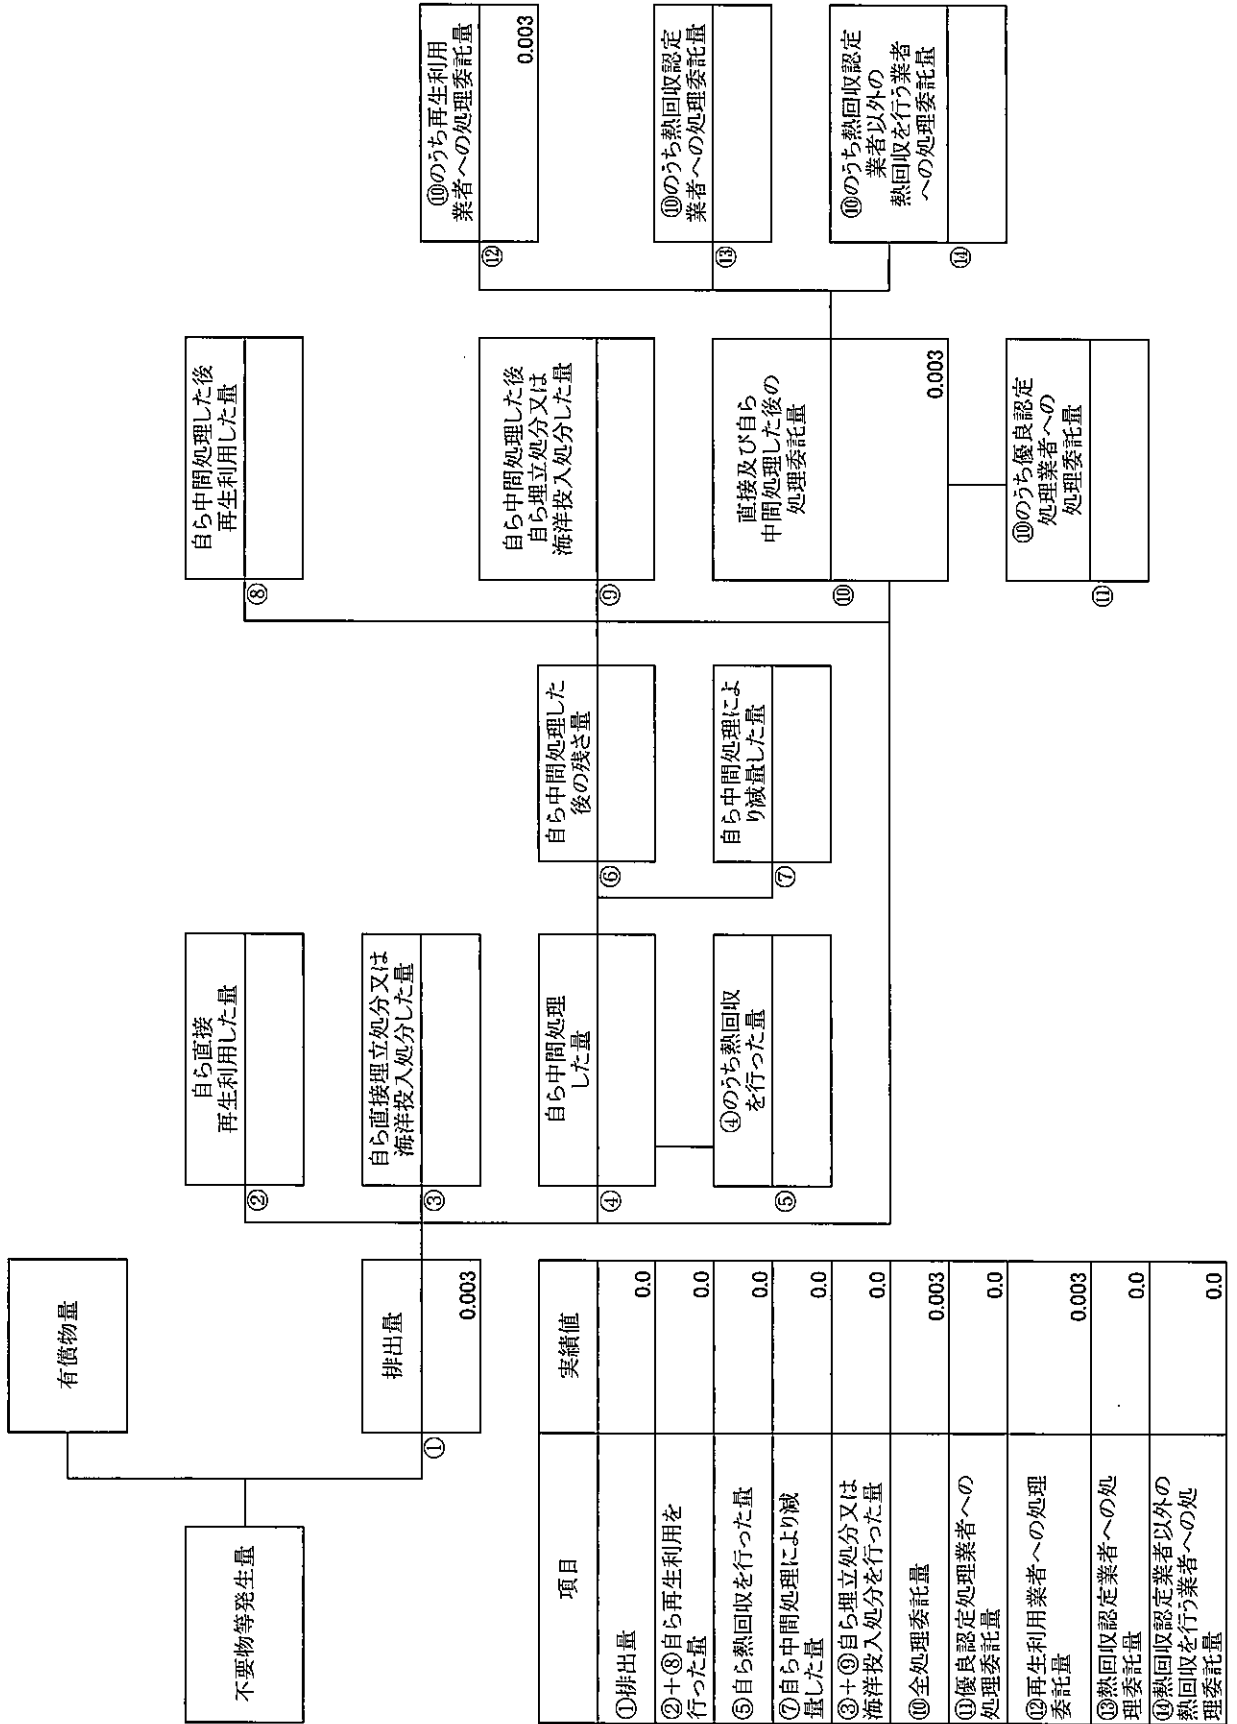 有償物量
不要物等発生量
排出量
①
0.003
自ら直接
再生利用した量
②
自ら直接埋立処分又は
海洋投入処分した量
③
自ら中間処理
した量
④
④のうち熱回収
を行った量
⑤
自ら中間処理した
後の残さ量
⑥
自ら中間処理によ
り減量した量
⑦
自ら中間処理した後
再生利用した量
⑧
自ら中間処理した後
自ら埋立処分又は
海洋投入処分した量
⑨
直接及び自ら
中間処理した後の
処理委託量
⑩
0.003
⑩のうち優良認定
処理業者への
処理委託量
⑪
⑩のうち再生利用
業者への処理委託量
⑫
0.003
⑩のうち熱回収認定
業者への処理委託量
⑬
⑩のうち熱回収認定
業者以外の
熱回収を行う業者
への処理委託量
⑭
項目
実績値
①排出量
0.0
②+⑧自ら再生利用を
行った量
0.0
⑤自ら熱回収を行った量
0.0
⑦自ら中間処理により減
量した量
0.0
③+⑨自ら埋立処分又は
海洋投入処分を行った量
0.0
⑩全処理委託量
0.003
⑪優良認定処理業者への
処理委託量
0.0
⑫再生利用業者への処理
委託量
0.003
⑬熱回収認定業者への処
理委託量
0.0
⑭熱回収認定業者以外の
熱回収を行う業者への処
理委託量
0.0